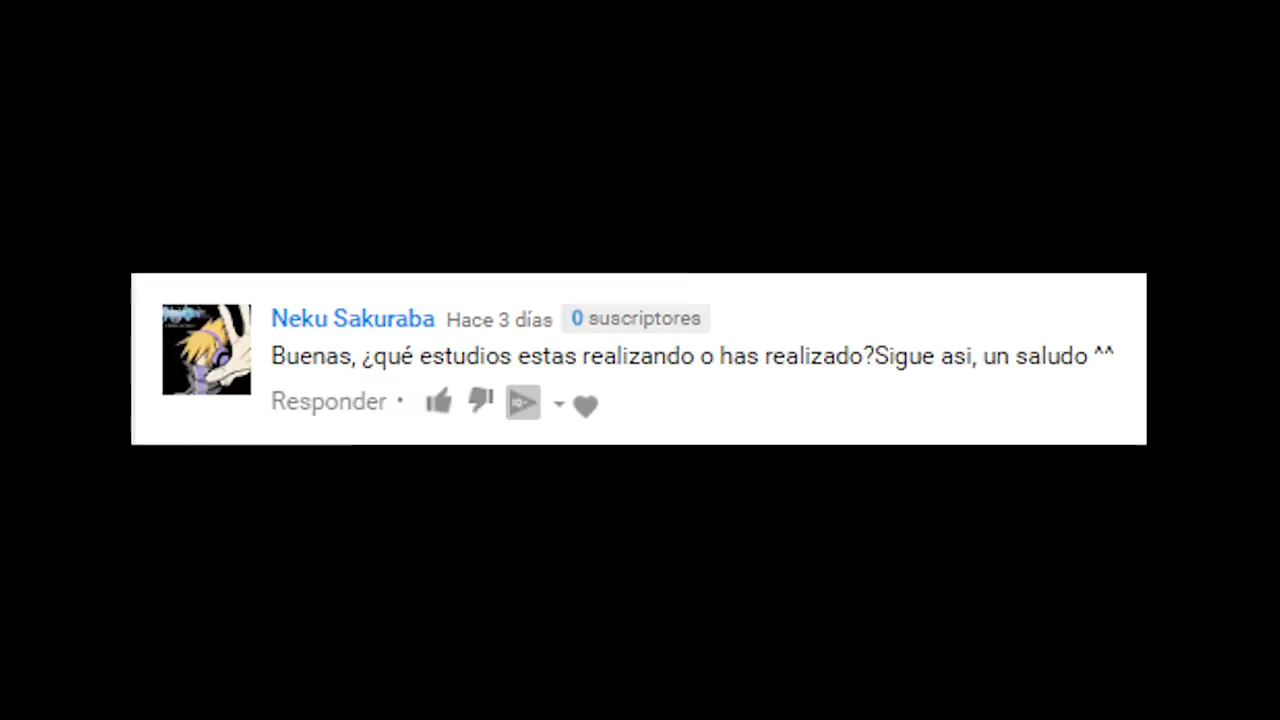 Neku Sakuraba Hace 3 días 0 suscriptores
Buenas, ¿qué estudios estas realizando o has realizado?Sigue asi, un saludo ^^
Responder •